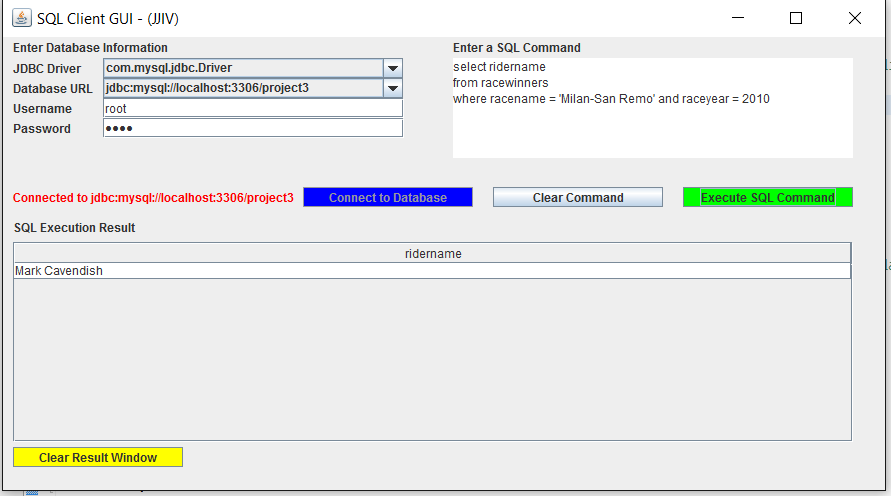 SQL Client GUI - (JJIV)
Enter Database Information
JDBC Driver com.mysql.jdbc.Driver
Database URL jdbc:mysql://localhost:3306/project3
Username root
Password ••••
Enter a SQL Command
select ridername
from racewinners
where racename = 'Milan-San Remo' and raceyear = 2010
Connected to jdbc:mysql://localhost:3306/project3 Connect to Database Clear Command Execute SQL Command
SQL Execution Result
ridername
Mark Cavendish
Clear Result Window